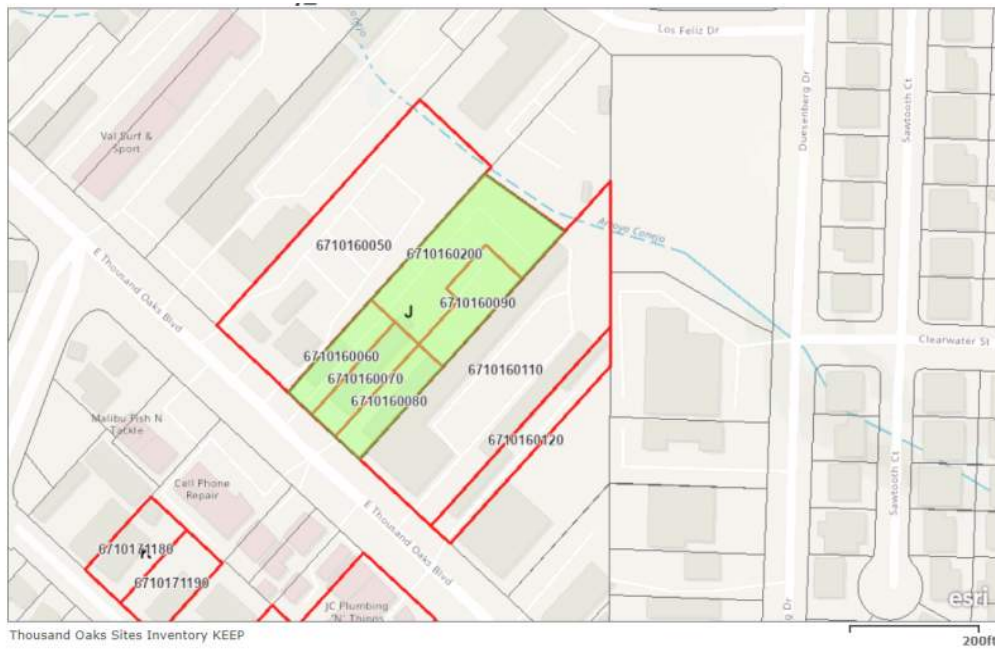 Los Feliz Dr
Duesenberg Dr
Sawtooth Ct
Val Surf &
Sport
6710160050
6710160200
Arroyo Conejo
E Thousand Oaks Blvd
J
6710160090
Clearwater St
6710160060
6710160110
6710160070
6710160080
Malibu Fish N
Tackle
6710160120
Cell Phone
Repair
Sawtooth Ct
E Thousand Oaks Blvd
6710171180
6710171190
JC Plumbing
'N' Things
esri
Thousand Oaks Sites Inventory KEEP
200ft